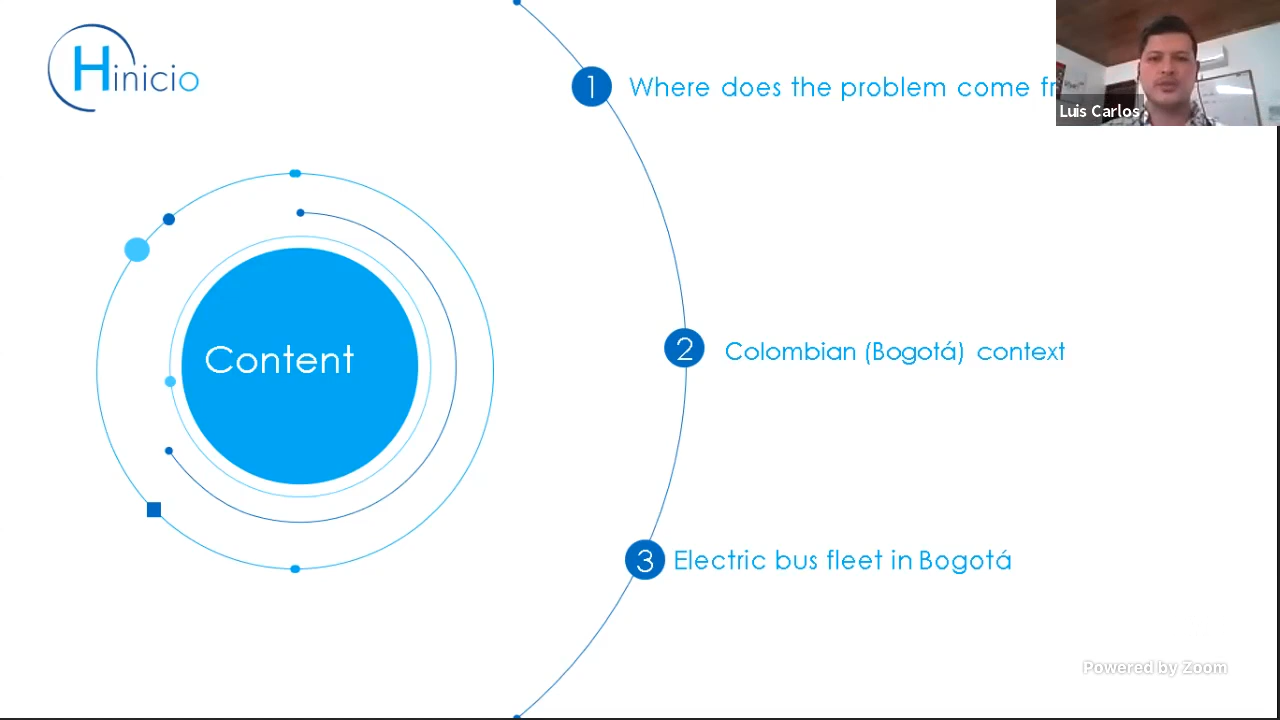 Hinicio
1 Where does the problem come
Luis Carlos
Content
2 Colombian (Bogotá) context
3 Electric bus fleet in Bogotá
Powered by Zoom